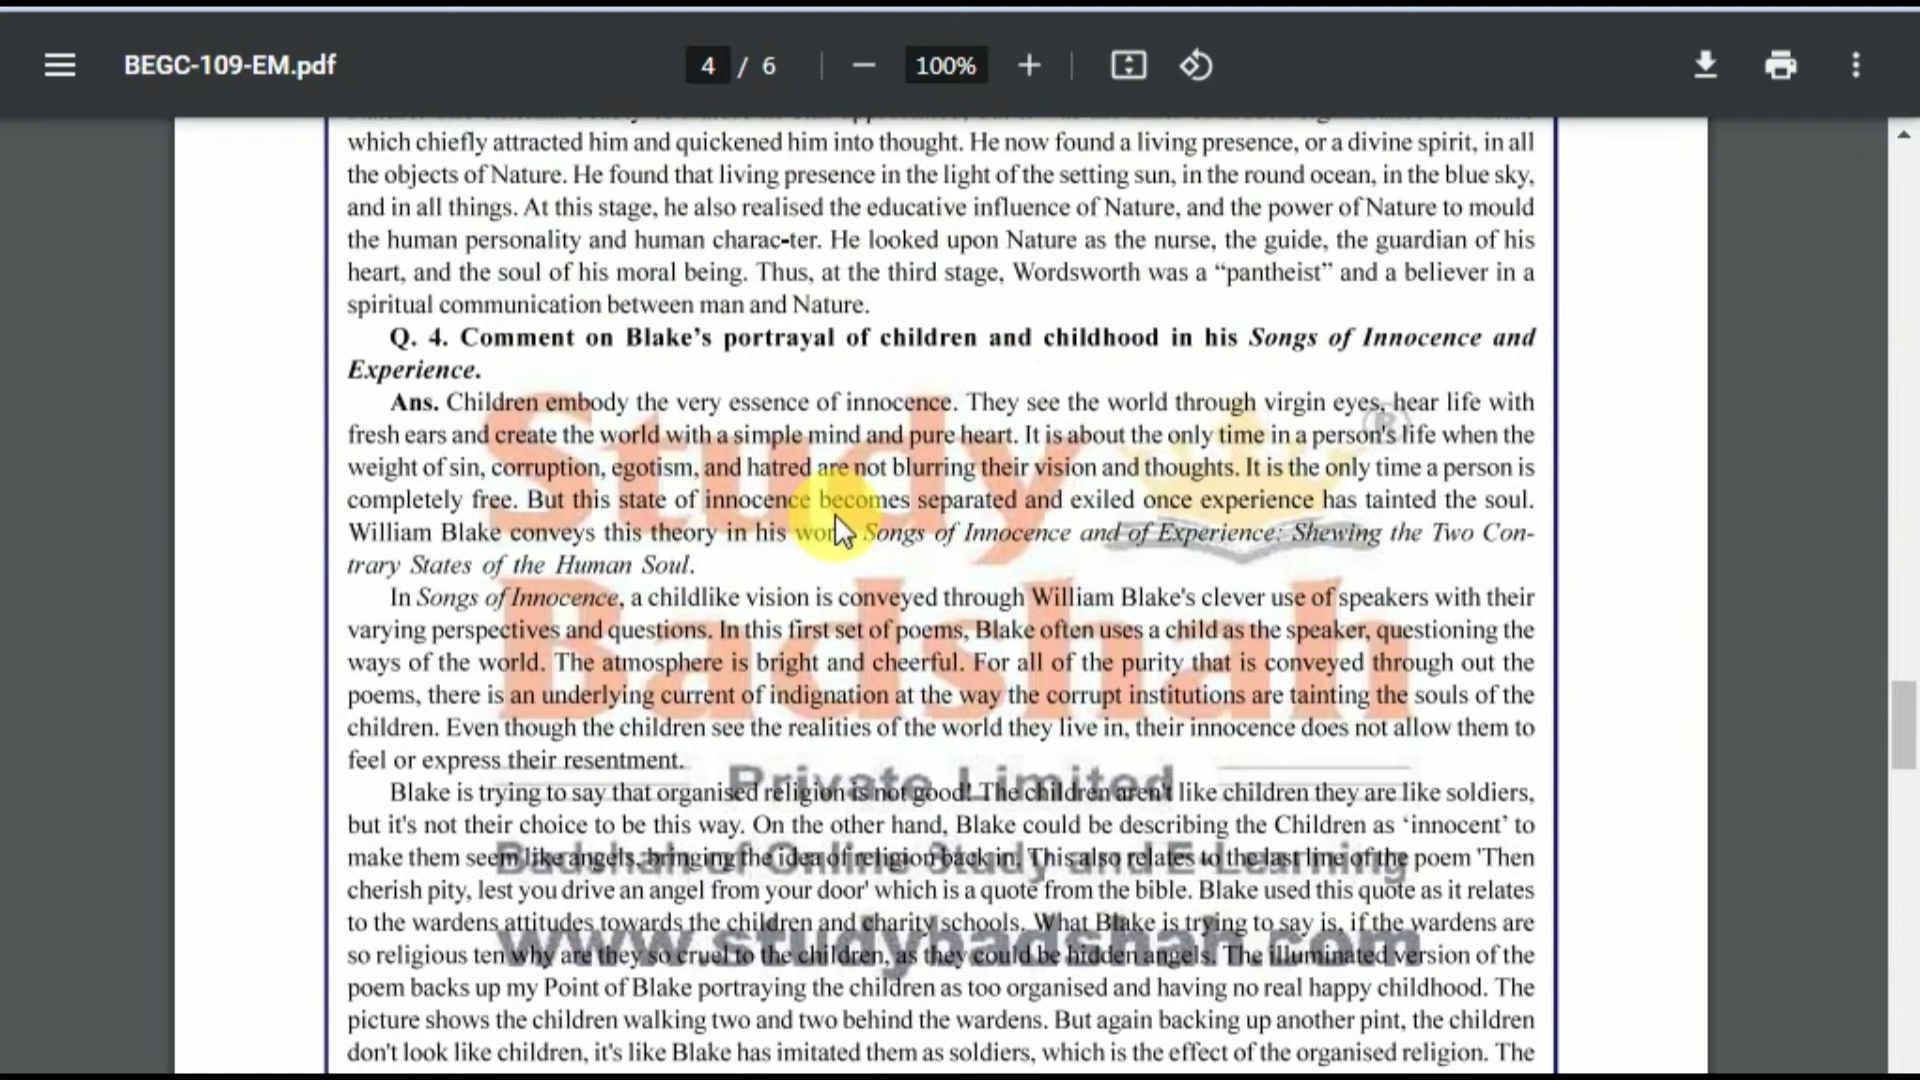 BEGC-109-EM.pdf
4 / 6
100%
which chiefly attracted him and quickened him into thought. He now found a living presence, or a divine spirit, in all
the objects of Nature. He found that living presence in the light of the setting sun, in the round ocean, in the blue sky,
and in all things. At this stage, he also realised the educative influence of Nature, and the power of Nature to mould
the human personality and human charac-ter. He looked upon Nature as the nurse, the guide, the guardian of his
heart, and the soul of his moral being. Thus, at the third stage, Wordsworth was a “pantheist” and a believer in a
spiritual communication between man and Nature.
Q. 4. Comment on Blake’s portrayal of children and childhood in his Songs of Innocence and
Experience.
Ans. Children embody the very essence of innocence. They see the world through virgin eyes, hear life with
fresh ears and create the world with a simple mind and pure heart. It is about the only time in a person's life when the
weight of sin, corruption, egotism, and hatred are not blurring their vision and thoughts. It is the only time a person is
completely free. But this state of innocence becomes separated and exiled once experience has tainted the soul.
William Blake conveys this theory in his Songs of Innocence and of Experience: Shewing the Two Con-
trary States of the Human Soul.
In Songs of Innocence, a childlike vision is conveyed through William Blake's clever use of speakers with their
varying perspectives and questions. In this first set of poems, Blake often uses a child as the speaker, questioning the
ways of the world. The atmosphere is bright and cheerful. For all of the purity that is conveyed through out the
poems, there is an underlying current of indignation at the way the corrupt institutions are tainting the souls of the
children. Even though the children see the realities of the world they live in, their innocence does not allow them to
feel or express their resentment.
Blake is trying to say that organised religion is not good! The children aren't like children they are like soldiers,
but it's not their choice to be this way. On the other hand, Blake could be describing the Children as ‘innocent’ to
make them seem like angels, bringing the idea of religion back in. This also relates to the last line of the poem 'Then
cherish pity, lest you drive an angel from your door' which is a quote from the bible. Blake used this quote as it relates
to the wardens attitudes towards the children and charity schools. What Blake is trying to say is, if the wardens are
so religious ten why are they so cruel to the children, as they could be hidden angels. The illuminated version of the
poem backs up my Point of Blake portraying the children as too organised and having no real happy childhood. The
picture shows the children walking two and two behind the wardens. But again backing up another pint, the children
don't look like children, it's like Blake has imitated them as soldiers, which is the effect of the organised religion. The
Study
Badshah
®
Private Limited
Badshah of Online Study and E Learning
www.studybadshah.com